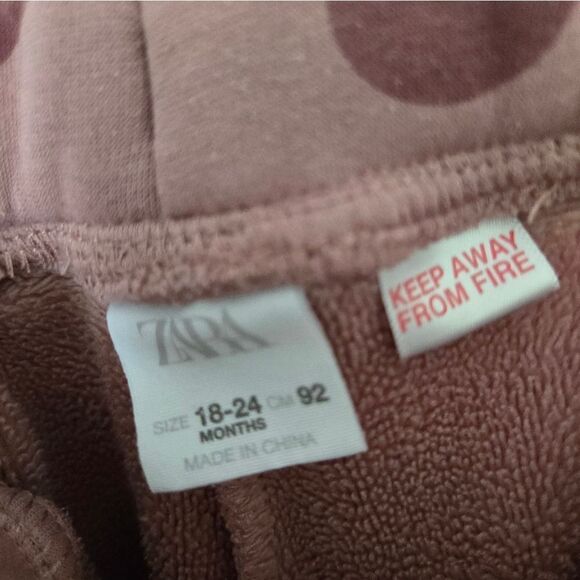 ZARA
SIZE 18-24 CM 92
MONTHS
MADE IN CHINA
KEEP AWAY
FROM FIRE